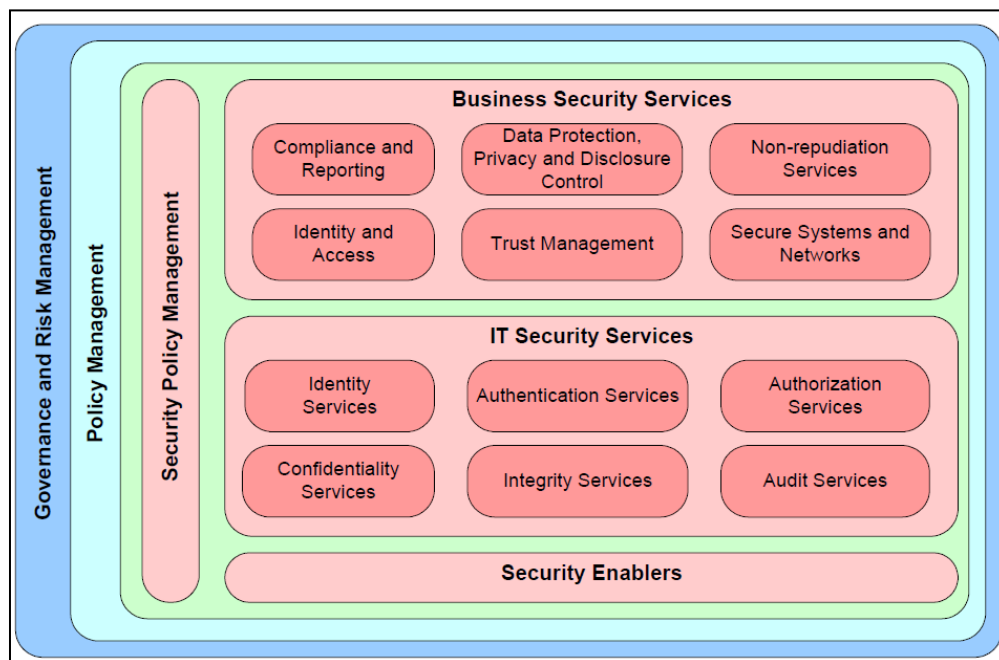 Governance and Risk Management
Policy Management
Security Policy Management
Business Security Services
Compliance and
Reporting
Data Protection,
Privacy and Disclosure
Control
Non-repudiation
Services
Identity and
Access
Trust Management
Secure Systems and
Networks
IT Security Services
Identity
Services
Authentication Services
Authorization
Services
Confidentiality
Services
Integrity Services
Audit Services
Security Enablers